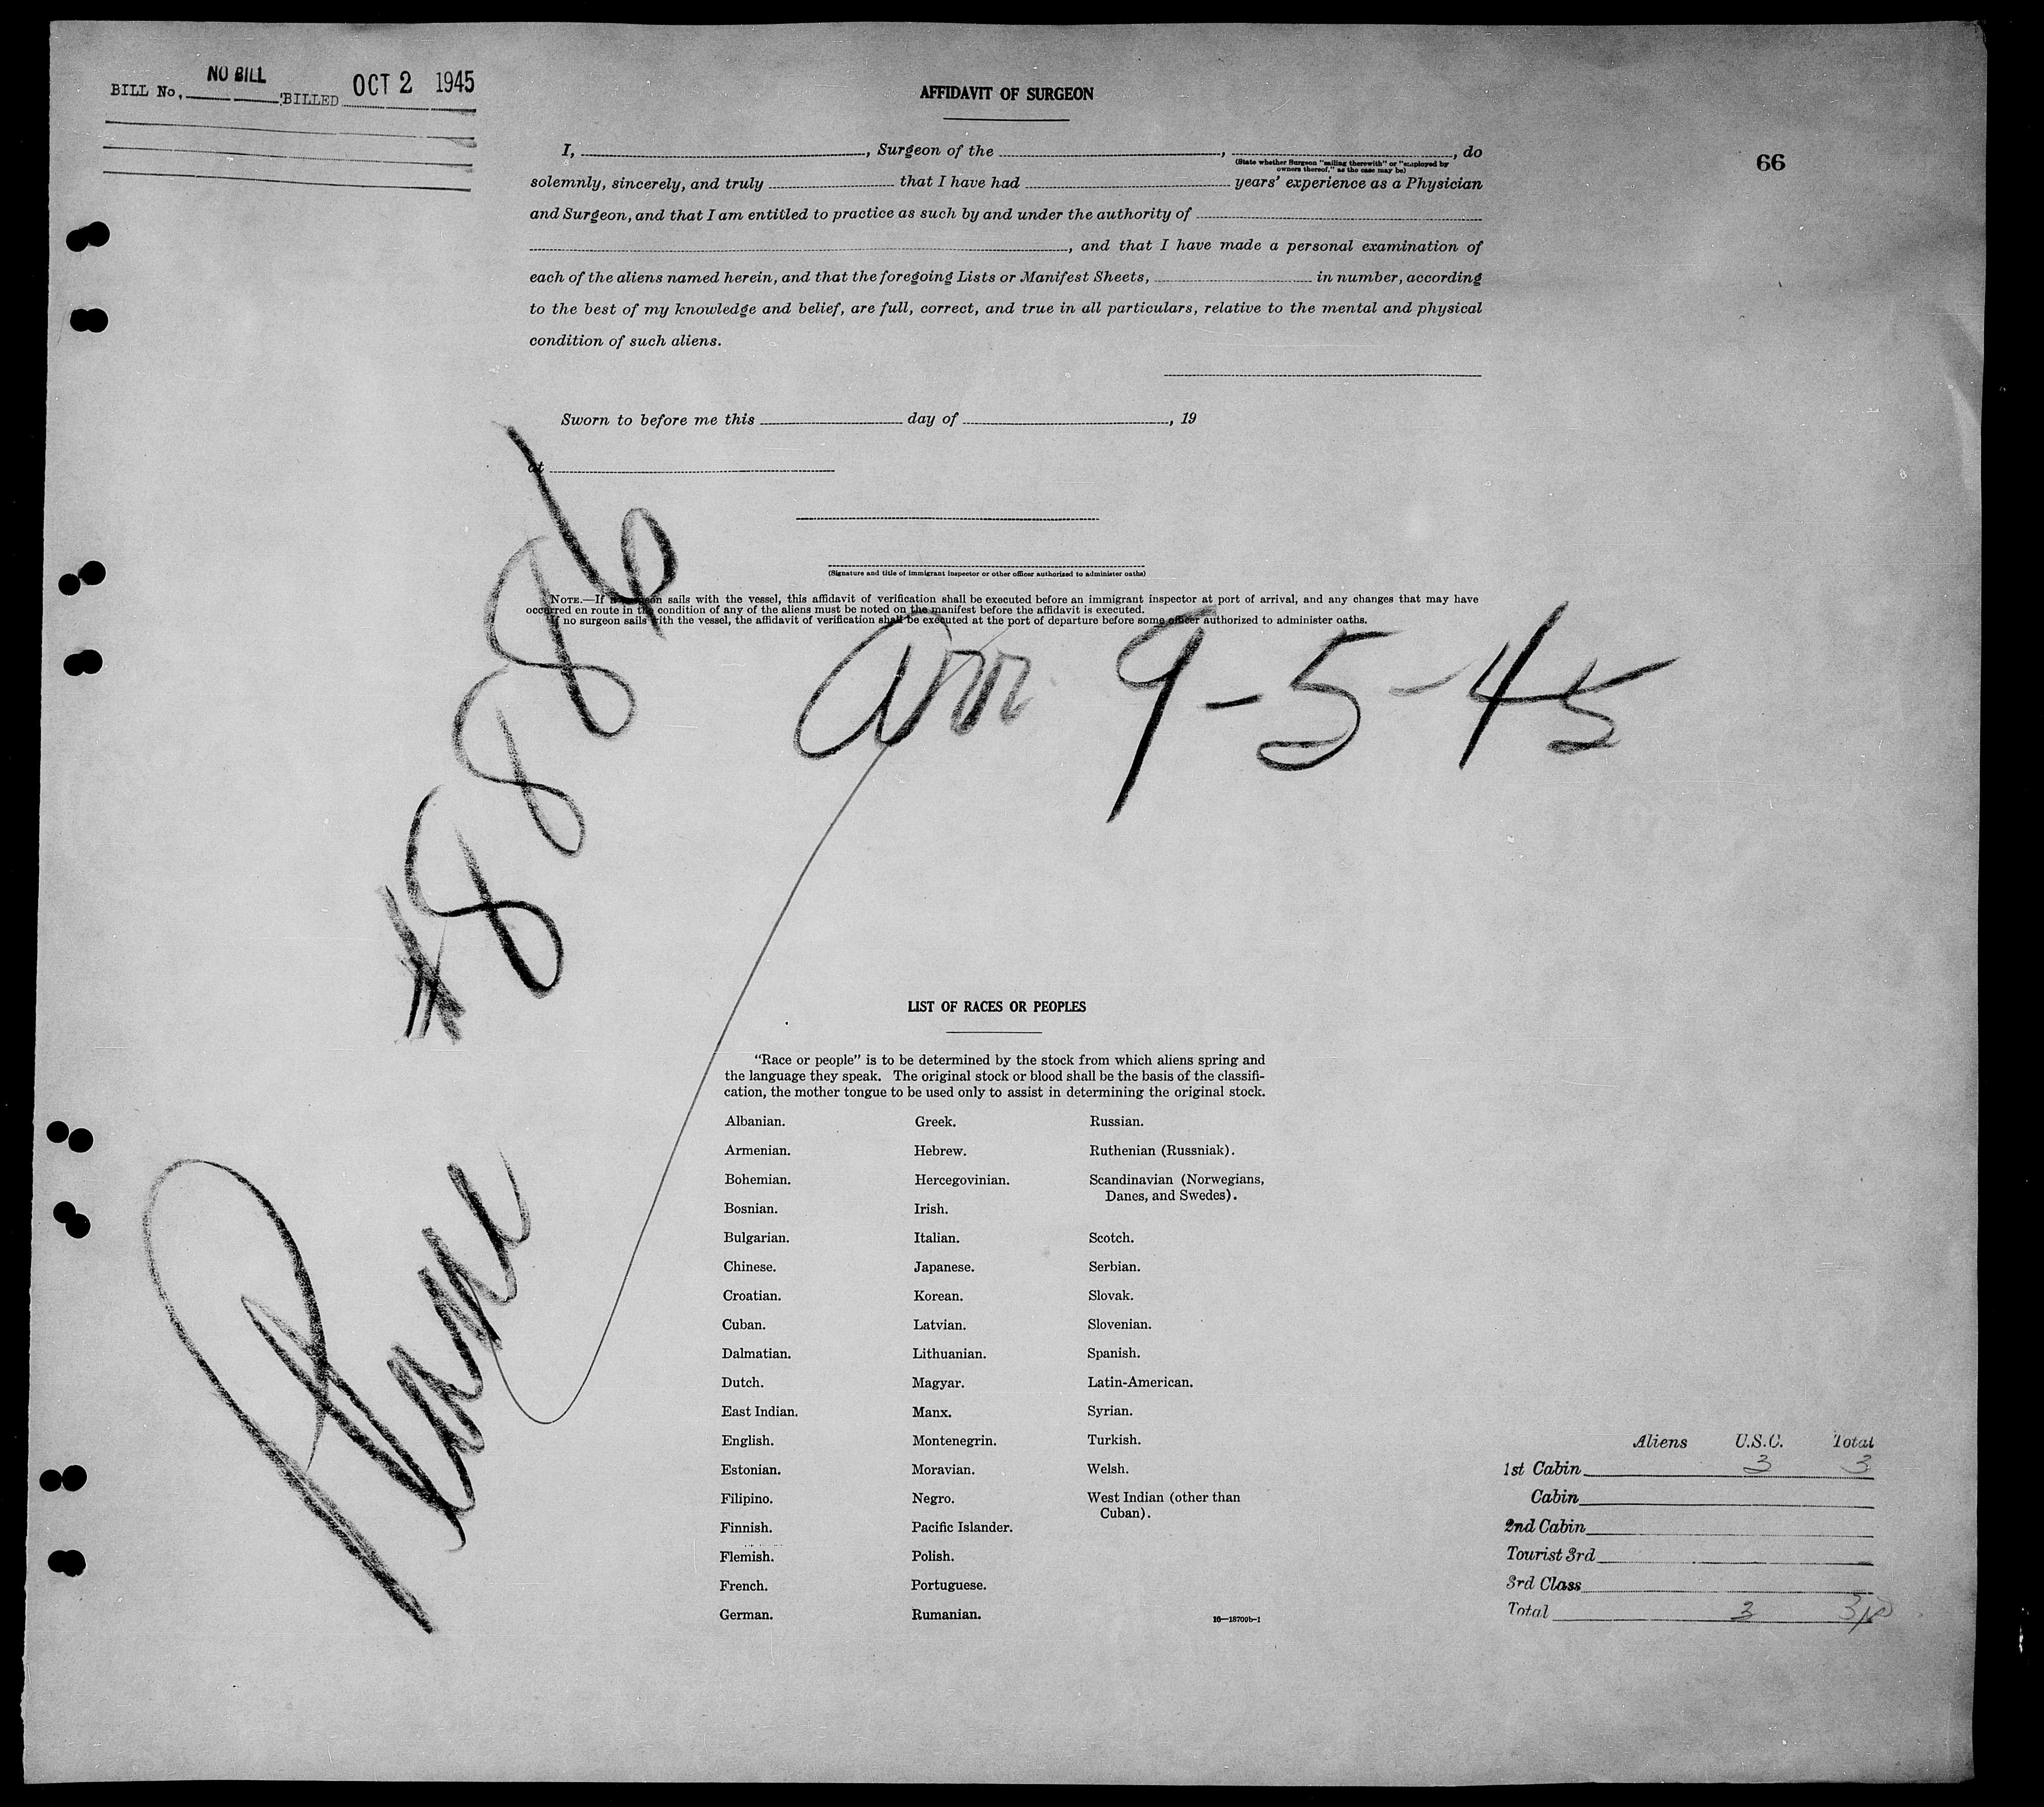 NO BILL
BILL No. BILLED OCT 2 1945
AFFIDAVIT OF SURGEON
66
I, , Surgeon of the , , do
(State whether Surgeon "sailing therewith" or "employed by
owners thereof," as the case may be)
solemnly, sincerely, and truly that I have had years' experience as a Physician
and Surgeon, and that I am entitled to practice as such by and under the authority of
, and that I have made a personal examination of
each of the aliens named herein, and that the foregoing Lists or Manifest Sheets, in number, according
to the best of my knowledge and belief, are full, correct, and true in all particulars, relative to the mental and physical
condition of such aliens.
Sworn to before me this day of , 19
at
(Signature and title of immigrant inspector or other officer authorized to administer oaths)
NOTE.—If a surgeon sails with the vessel, this affidavit of verification shall be executed before an immigrant inspector at port of arrival, and any changes that may have
occurred en route in the condition of any of the aliens must be noted on the manifest before the affidavit is executed.
If no surgeon sails with the vessel, the affidavit of verification shall be executed at the port of departure before some officer authorized to administer oaths.
Arr 9-5-45
Plane #8886
LIST OF RACES OR PEOPLES
"Race or people" is to be determined by the stock from which aliens spring and
the language they speak. The original stock or blood shall be the basis of the classifi-
cation, the mother tongue to be used only to assist in determining the original stock.
Albanian. Greek. Russian.
Armenian. Hebrew. Ruthenian (Russniak).
Bohemian. Hercegovinian. Scandinavian (Norwegians,
Danes, and Swedes).
Bosnian. Irish.
Bulgarian. Italian. Scotch.
Chinese. Japanese. Serbian.
Croatian. Korean. Slovak.
Cuban. Latvian. Slovenian.
Dalmatian. Lithuanian. Spanish.
Dutch. Magyar. Latin-American.
East Indian. Manx. Syrian.
English. Montenegrin. Turkish.
Estonian. Moravian. Welsh.
Filipino. Negro. West Indian (other than
Cuban).
Finnish. Pacific Islander.
Flemish. Polish.
French. Portuguese.
German. Rumanian.
16—18709b-1
Aliens U.S.C. Total
1st Cabin 3 3
Cabin
2nd Cabin
Tourist 3rd
3rd Class
Total 3 3